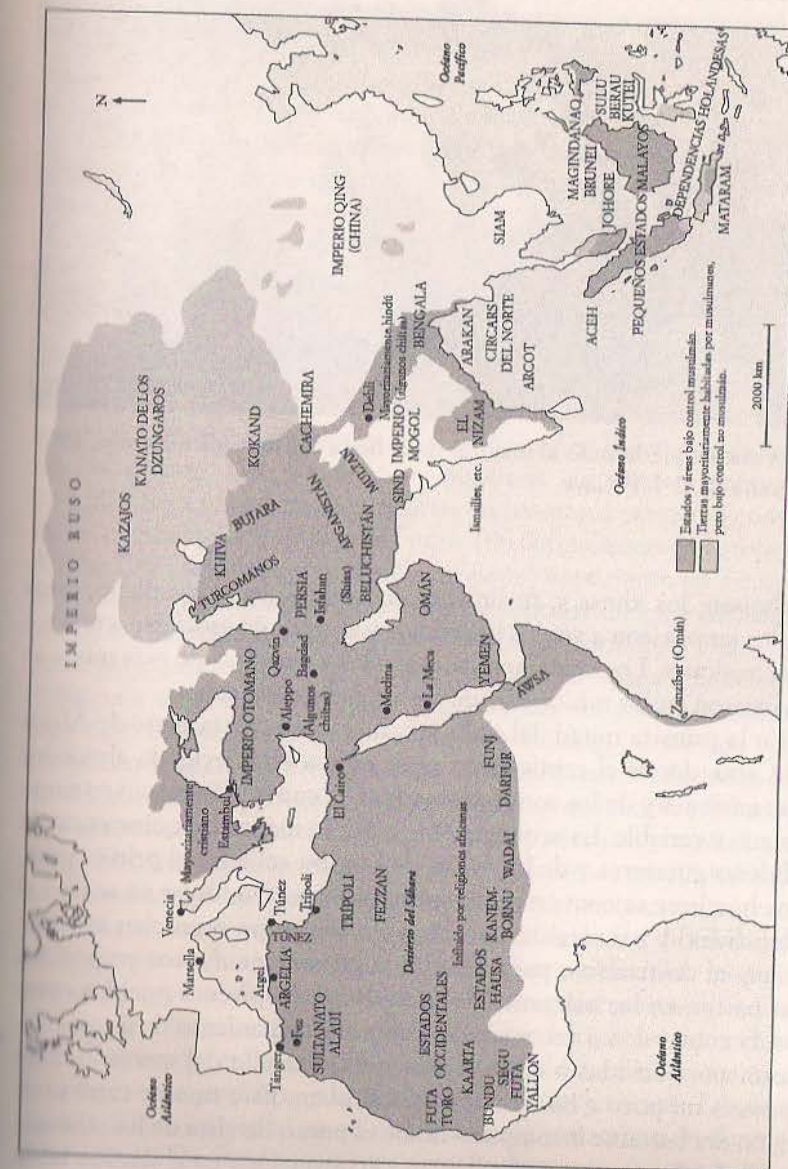 IMPERIO RUSO
N
KAZAJOS
KANATO DE LOS
DZUNGAROS
Océano
Atlántico
Venecia
Marsella
Mayoritariamente
cristiano
Estambul
IMPERIO OTOMANO
TURCOMANOS
KHIVA
BUJARA
KOKAND
CACHEMIRA
IMPERIO QING
(CHINA)
Océano
Pacífico
Tánger
Fez
Argel
ARGELIA
Túnez
TÚNEZ
Trípoli
TRÍPOLI
SULTANATO
ALAUÍ
FEZZAN
El Cairo
Aleppo
Bagdad
(Algunos
chiítas)
Qazvín
PERSIA
Isfahan
(Shiíta)
AFGANISTÁN
BELUCHISTÁN
MULTAN
SIND
IMPERIO
MOGOL
Delili
Mayoritariamente hindú
(algunos chiítas)
BENGALA
Medina
La Meca
OMÁN
YEMEN
Ismailíes, etc.
EL
NIZAM
ARAKAN
CIRCARS
DEL NORTE
ARCOT
SIAM
Desierto del Sáhara
Influido por religiones africanas
ESTADOS
OCCIDENTALES
FUTA
TORO
KAARTA
BUNDU
SEGU
FUTA
YALLON
ESTADOS
HAUSA
KANEM-
BORNU
WADAI
DARFUR
FUNJ
AWSA
Zanzíbar (Omán)
Océano
Atlántico
Océano Índico
ACEH
PEQUEÑOS ESTADOS MALAYOS
JOHORE
BRUNEI
MAGINDANAO
SULU
BERAU
KUTEI
DEPENDENCIAS HOLANDESAS
MATARAM
Estados y áreas bajo control musulmán.
Tierras mayoritariamente habitadas por musulmanes,
pero bajo control no musulmán.
2000 km